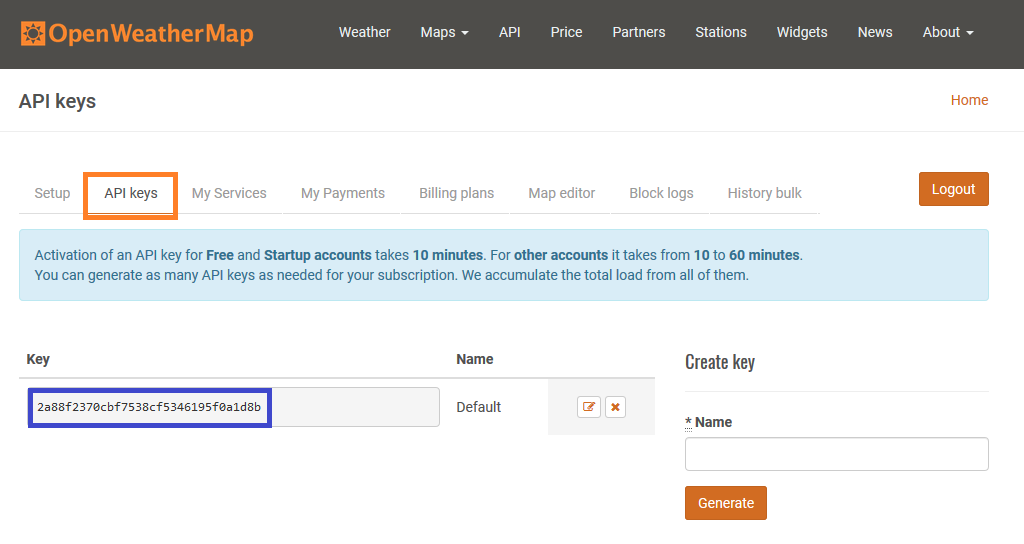 OpenWeatherMap
Weather Maps API Price Partners Stations Widgets News About
API keys
Home
Setup API keys My Services My Payments Billing plans Map editor Block logs History bulk
Logout
Activation of an API key for Free and Startup accounts takes 10 minutes. For other accounts it takes from 10 to 60 minutes.
You can generate as many API keys as needed for your subscription. We accumulate the total load from all of them.
Key Name
2a88f2370cbf7538cf5346195f0a1d8b Default
Create key
* Name
Generate